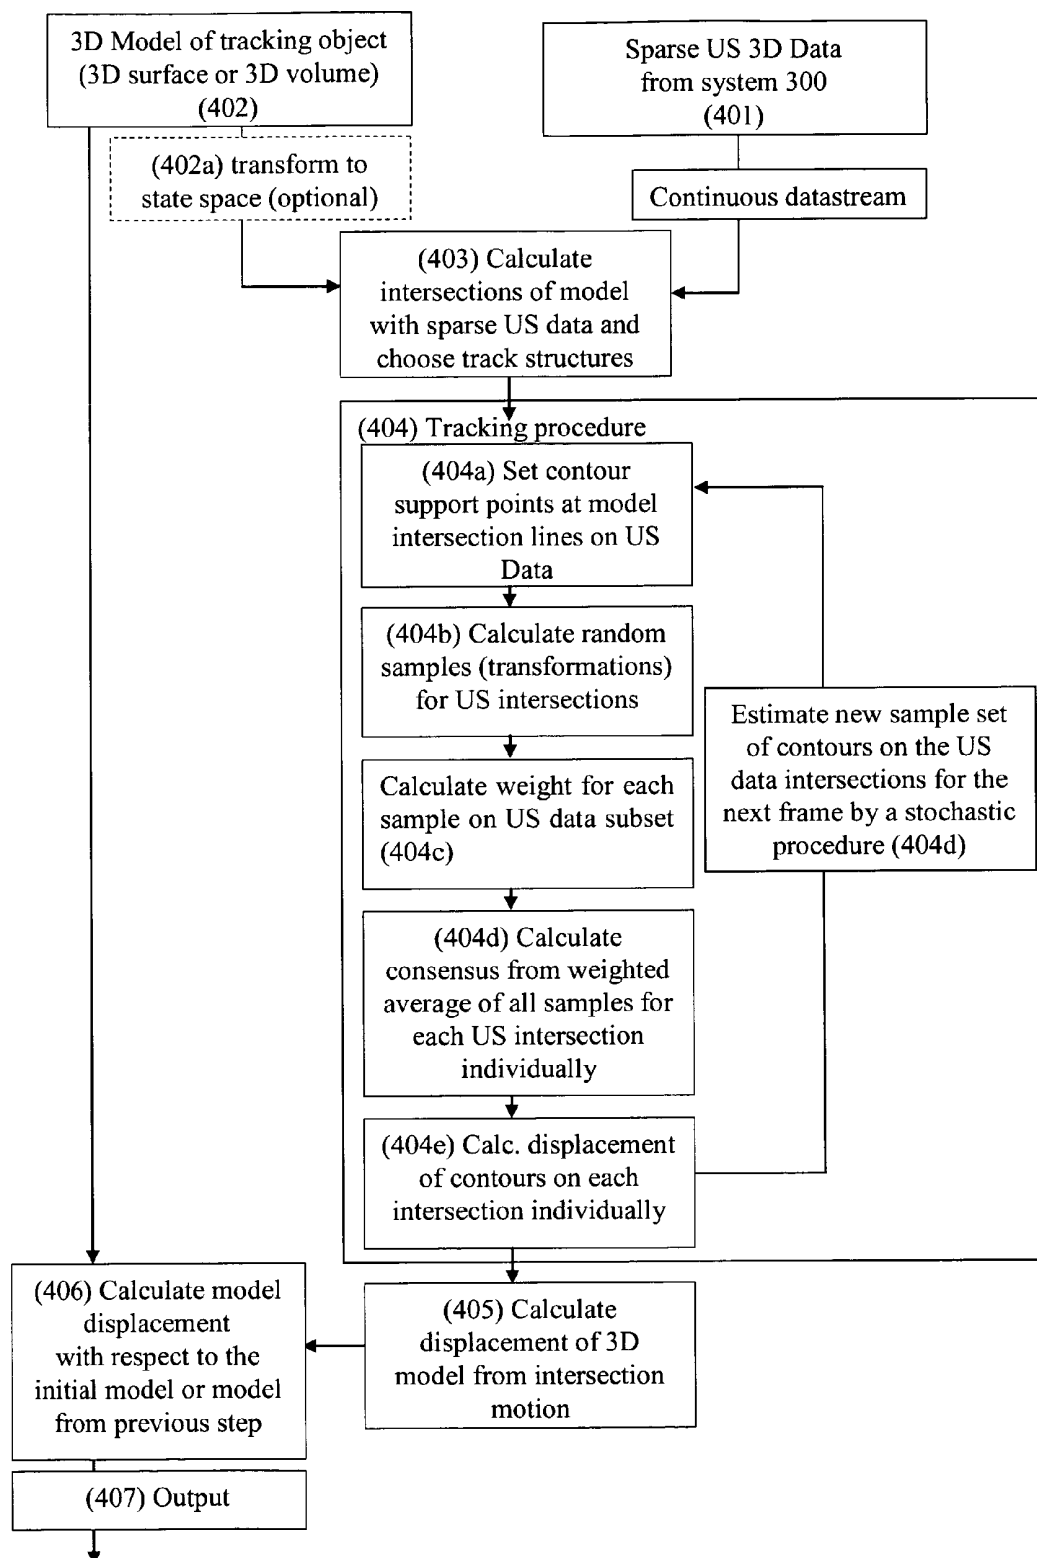 3D Model of tracking object
(3D surface or 3D volume)
(402)
Sparse US 3D Data
from system 300
(401)
(402a) transform to
state space (optional)
Continuous datastream
(403) Calculate
intersections of model
with sparse US data and
choose track structures
(404) Tracking procedure
(404a) Set contour
support points at model
intersection lines on US
Data
(404b) Calculate random
samples (transformations)
for US intersections
Calculate weight for each
sample on US data subset
(404c)
(404d) Calculate
consensus from weighted
average of all samples for
each US intersection
individually
(404e) Calc. displacement
of contours on each
intersection individually
Estimate new sample set
of contours on the US
data intersections for the
next frame by a stochastic
procedure (404d)
(405) Calculate
displacement of 3D
model from intersection
motion
(406) Calculate model
displacement
with respect to the
initial model or model
from previous step
(407) Output